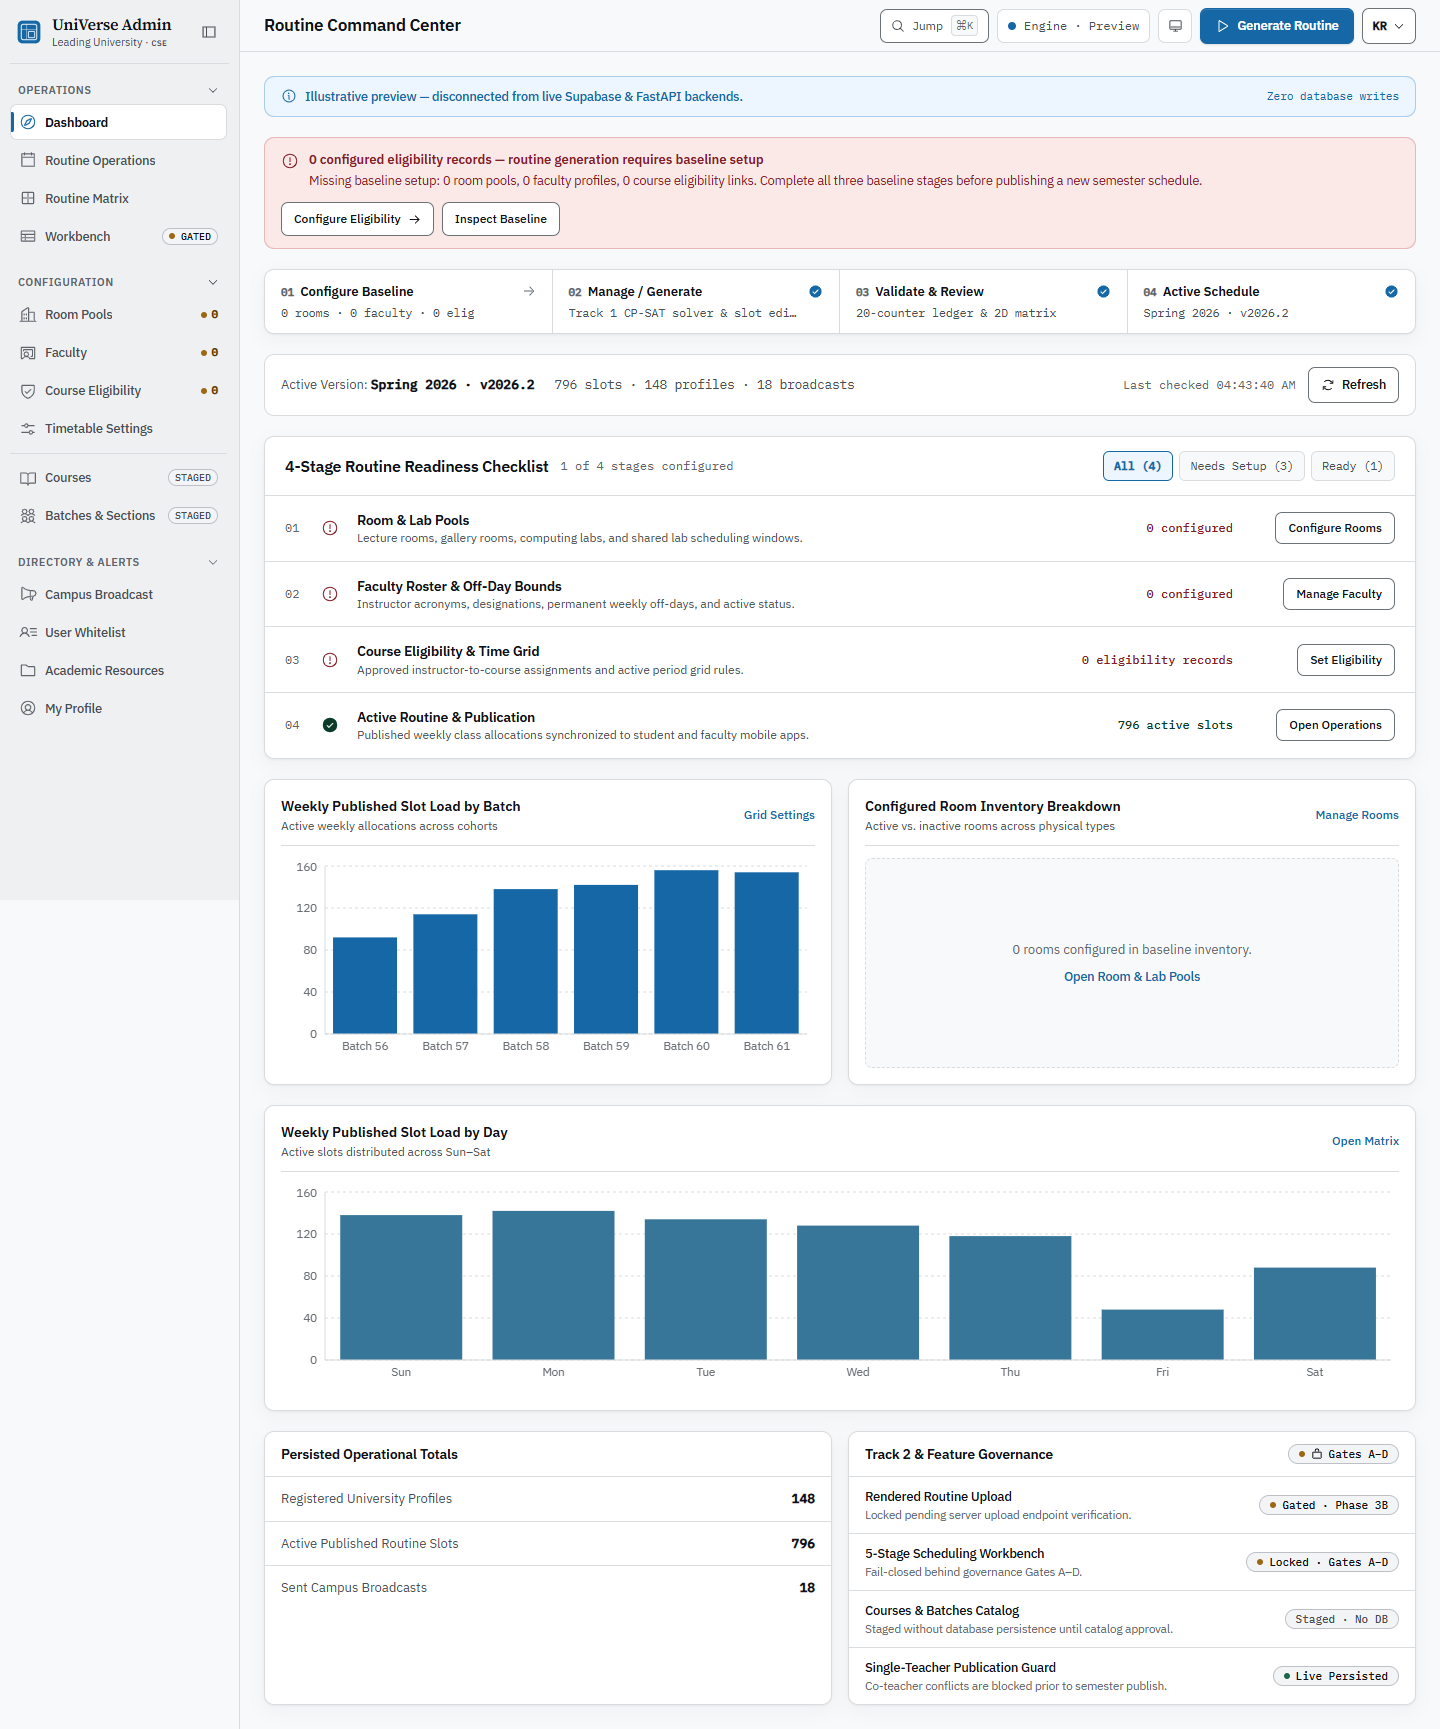 UniVerse Admin
Leading University · CSE
OPERATIONS
Dashboard
Routine Operations
Routine Matrix
Workbench
GATED
CONFIGURATION
Room Pools
0
Faculty
0
Course Eligibility
0
Timetable Settings
Courses
STAGED
Batches & Sections
STAGED
DIRECTORY & ALERTS
Campus Broadcast
User Whitelist
Academic Resources
My Profile
Routine Command Center
Jump ⌘K
Engine · Preview
Generate Routine
KR
Illustrative preview — disconnected from live Supabase & FastAPI backends.
Zero database writes
0 configured eligibility records — routine generation requires baseline setup
Missing baseline setup: 0 room pools, 0 faculty profiles, 0 course eligibility links. Complete all three baseline stages before publishing a new semester schedule.
Configure Eligibility →
Inspect Baseline
01 Configure Baseline →
0 rooms · 0 faculty · 0 elig
02 Manage / Generate
Track 1 CP-SAT solver & slot edi…
03 Validate & Review
20-counter ledger & 2D matrix
04 Active Schedule
Spring 2026 · v2026.2
Active Version: Spring 2026 · v2026.2
796 slots · 148 profiles · 18 broadcasts
Last checked 04:43:40 AM
Refresh
4-Stage Routine Readiness Checklist
1 of 4 stages configured
All (4)
Needs Setup (3)
Ready (1)
01
Room & Lab Pools
Lecture rooms, gallery rooms, computing labs, and shared lab scheduling windows.
0 configured
Configure Rooms
02
Faculty Roster & Off-Day Bounds
Instructor acronyms, designations, permanent weekly off-days, and active status.
0 configured
Manage Faculty
03
Course Eligibility & Time Grid
Approved instructor-to-course assignments and active period grid rules.
0 eligibility records
Set Eligibility
04
Active Routine & Publication
Published weekly class allocations synchronized to student and faculty mobile apps.
796 active slots
Open Operations
Weekly Published Slot Load by Batch
Active weekly allocations across cohorts
Grid Settings
160
120
80
40
0
Batch 56
Batch 57
Batch 58
Batch 59
Batch 60
Batch 61
Configured Room Inventory Breakdown
Active vs. inactive rooms across physical types
Manage Rooms
0 rooms configured in baseline inventory.
Open Room & Lab Pools
Weekly Published Slot Load by Day
Active slots distributed across Sun–Sat
Open Matrix
160
120
80
40
0
Sun
Mon
Tue
Wed
Thu
Fri
Sat
Persisted Operational Totals
Registered University Profiles
148
Active Published Routine Slots
796
Sent Campus Broadcasts
18
Track 2 & Feature Governance
Gates A–D
Rendered Routine Upload
Locked pending server upload endpoint verification.
Gated · Phase 3B
5-Stage Scheduling Workbench
Fail-closed behind governance Gates A–D.
Locked · Gates A–D
Courses & Batches Catalog
Staged without database persistence until catalog approval.
Staged · No DB
Single-Teacher Publication Guard
Co-teacher conflicts are blocked prior to semester publish.
Live Persisted